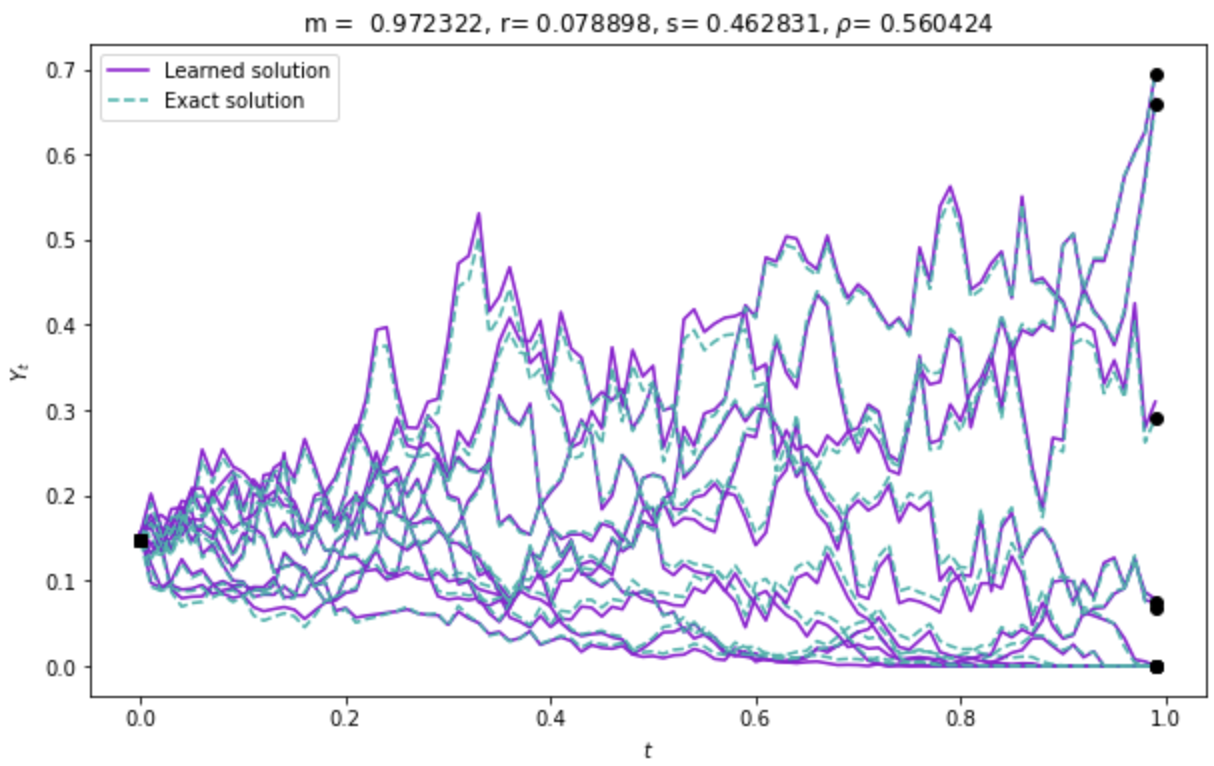 m =  0.972322, r= 0.078898, s= 0.462831, ρ= 0.560424
Learned solution
Exact solution
0.7
0.6
0.5
0.4
0.3
0.2
0.1
0.0
Y_t
0.0 0.2 0.4 0.6 0.8 1.0
t